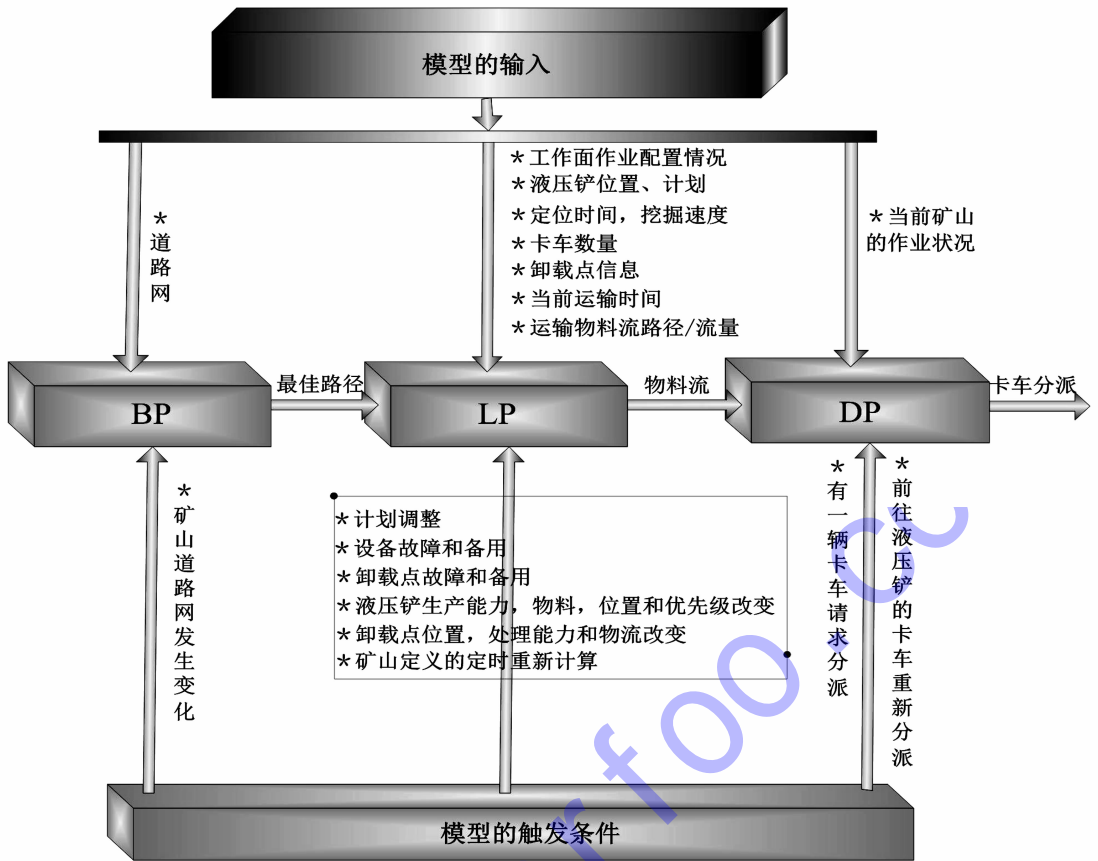 模型的输入
*工作面作业配置情况
*液压铲位置、计划
*定位时间，挖掘速度
*卡车数量
*卸载点信息
*当前运输时间
*运输物料流路径/流量
*道路网
*当前矿山
的作业状况
BP
最佳路径
LP
物料流
DP
卡车分派
*矿山道路网发生变化
*计划调整
*设备故障和备用
*卸载点故障和备用
*液压铲生产能力，物料，位置和优先级改变
*卸载点位置，处理能力和物流改变
*矿山定义的定时重新计算
*有一辆卡车请求分派
*前往液压铲的卡车重新分派
模型的触发条件
rfoo.cc